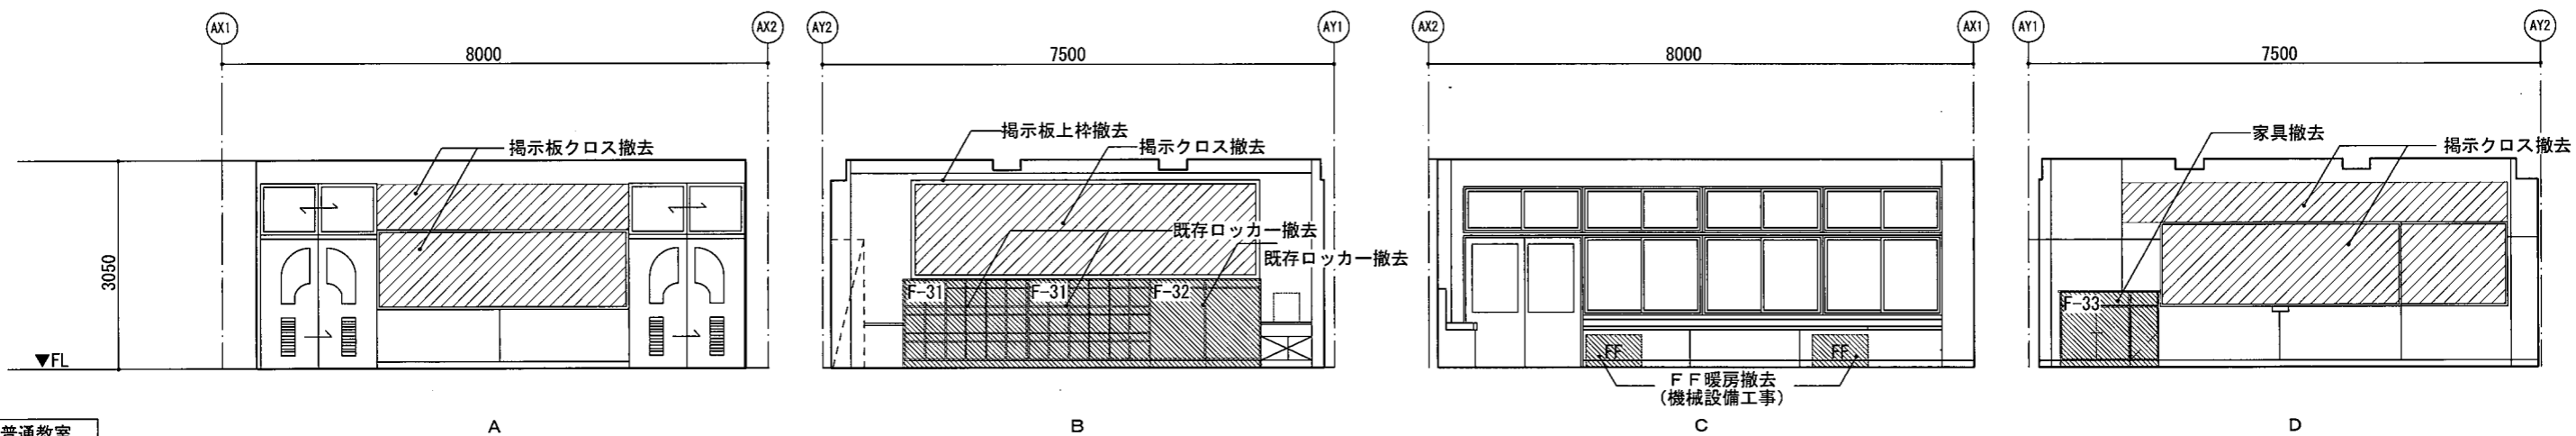 AX1 AX2 AY2 AY1 AX2 AX1 AY1 AY2
8000 7500 8000 7500
掲示板上枠撤去
家具撤去
掲示板クロス撤去 掲示クロス撤去 掲示クロス撤去
既存ロッカー撤去
既存ロッカー撤去
3050
F-31 F-31 F-32 F-33
▼FL FF FF
ＦＦ暖房撤去
(機械設備工事)
A B C D
普通教室